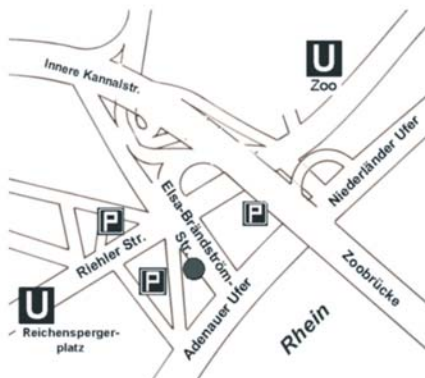 U
Zoo
Innere Kannalstr.
Niederländer Ufer
P
P
Elsa-Brändström-
Str.
Riehler Str.
P
Zoobrücke
U
Reichensperger-
platz
Adenauer Ufer
Rhein